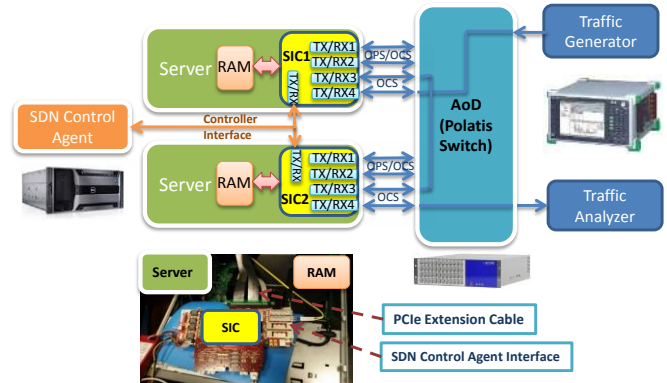 Server
RAM
SIC1
TX/RX1
TX/RX2
TX/RX3
TX/RX4
TX/RX
OPS/OCS
OCS
AoD
(Polatis
Switch)
Traffic
Generator
SDN Control
Agent
Controller
Interface
Server
RAM
TX/RX
SIC2
TX/RX1
TX/RX2
TX/RX3
TX/RX4
OPS/OCS
OCS
Traffic
Analyzer
Server
RAM
SIC
PCIe Extension Cable
SDN Control Agent Interface